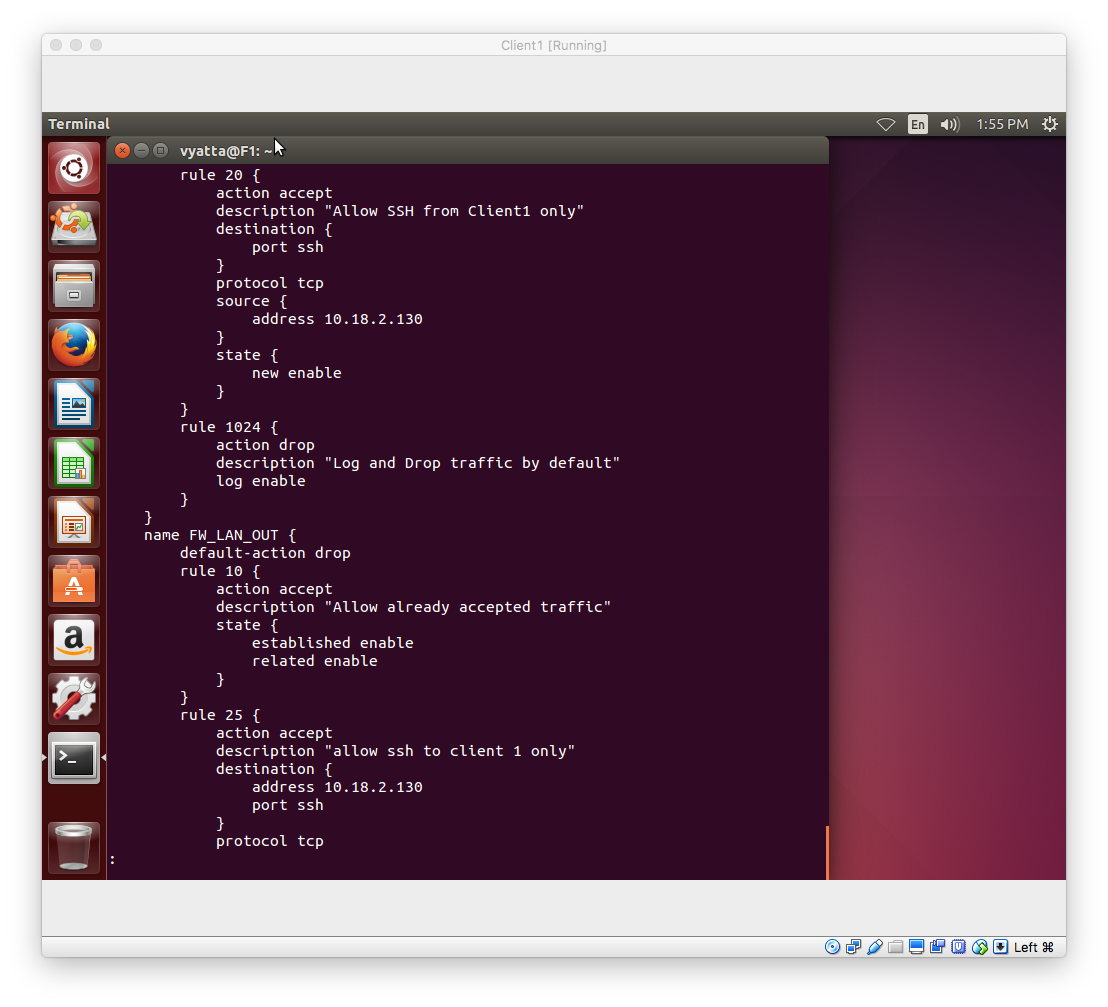 Client1 [Running]
Terminal
En
1:55 PM
vyatta@F1: ~
        rule 20 {
            action accept
            description "Allow SSH from Client1 only"
            destination {
                port ssh
            }
            protocol tcp
            source {
                address 10.18.2.130
            }
            state {
                new enable
            }
        }
        rule 1024 {
            action drop
            description "Log and Drop traffic by default"
            log enable
        }
    }
    name FW_LAN_OUT {
        default-action drop
        rule 10 {
            action accept
            description "Allow already accepted traffic"
            state {
                established enable
                related enable
            }
        }
        rule 25 {
            action accept
            description "allow ssh to client 1 only"
            destination {
                address 10.18.2.130
                port ssh
            }
            protocol tcp
:
Left ⌘